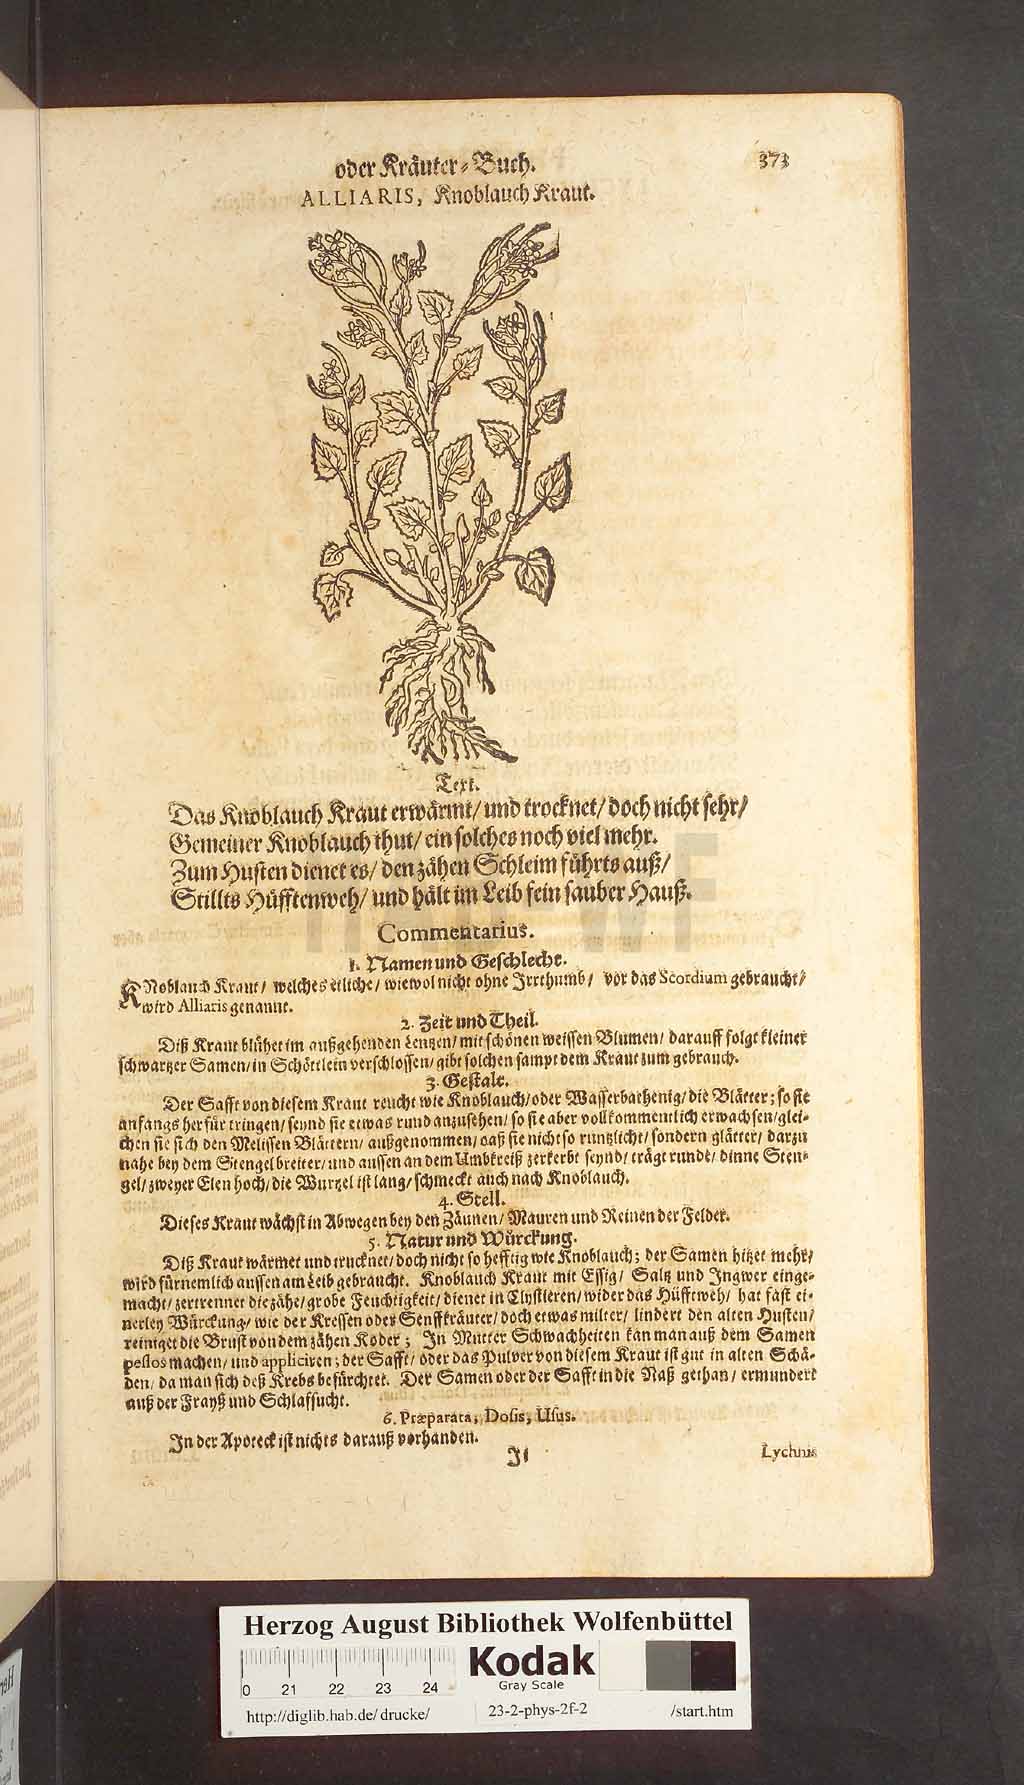 oder Kräuter-Buch. 373
ALLIARIS, Knoblauch Kraut.
Text.
Das Knoblauch Kraut erwärmt/ und trocknet/ doch nicht sehr/
Gemeiner Knoblauch thut/ ein solches noch viel mehr.
Zum Husten dienet es/ den zähen Schleim führts auß/
Stillts Hüfftenweh/ und hält im Leib fein sauber Hauß.
Commentarius.
1. Namen und Geschlecht.
KNoblauch Kraut/ welches etliche/ wiewol nicht ohne Irrthumb/ vor das Scordium gebraucht/
wird Alliaris genannt.
2. Zeit und Theil.
Diß Kraut blühet im außgehenden Lentzen/ mit schönen weissen Blumen/ darauff folgt kleiner
schwartzer Samen/ in Schöttlein verschlossen/ gibt solchen sampt dem Kraut zum gebrauch.
3. Gestalt.
Der Safft von diesem Kraut reucht wie Knoblauch/ oder Wasserbathenig/ die Blätter; so sie
anfangs herfür tringen/ seynd sie etwas rund anzusehen/ so sie aber vollkommentlich erwachsen/ glei-
chen sie sich den Melissen Blättern/ außgenommen/ daß sie nicht so runtzlicht/ sondern glätter/ darzu
nahe bey dem Stengel breiter/ und aussen an dem Umbkreiß zerkerbt seynd/ trägt runde/ dinne Sten-
gel/ zweyer Elen hoch/ die Wurtzel ist lang/ schmeckt auch nach Knoblauch.
4. Stell.
Dieses Kraut wächst in Abwegen bey den Zäunen/ Mauren und Reinen der Felder.
5. Natur und Würckung.
Diß Kraut wärmet und trucknet/ doch nicht so hefftig wie Knoblauch; der Samen hitzet mehr/
wird fürnemlich aussen am Leib gebraucht. Knoblauch Kraut mit Essig/ Saltz und Ingwer einge-
macht/ zertrennet die zähe/ grobe Feuchtigkeit/ dienet in Clystieren/ wider das Hüfftweh/ hat fast ei-
nerley Würckung/ wie der Kressen oder Senffkräuter/ doch etwas milter/ lindert den alten Husten/
reiniget die Brust von dem zähen Koder; In Mutter Schwachheiten kan man auß dem Samen
pessos machen/ und appliciren; der Safft/ oder das Pulver von diesem Kraut ist gut in alten Schä-
den/ da man sich deß Krebs befürchtet. Der Samen oder der Safft in die Naß gethan/ ermundert
auß der Frayß und Schlafsucht.
6. Præparata, Dosis, Usus.
In der Apoteck ist nichts darauß vorhanden.
Ii Lychnis
Herzog August Bibliothek Wolfenbüttel
0 21 22 23 24
Kodak
Gray Scale
http://diglib.hab.de/drucke/ 23-2-phys-2f-2 /start.htm